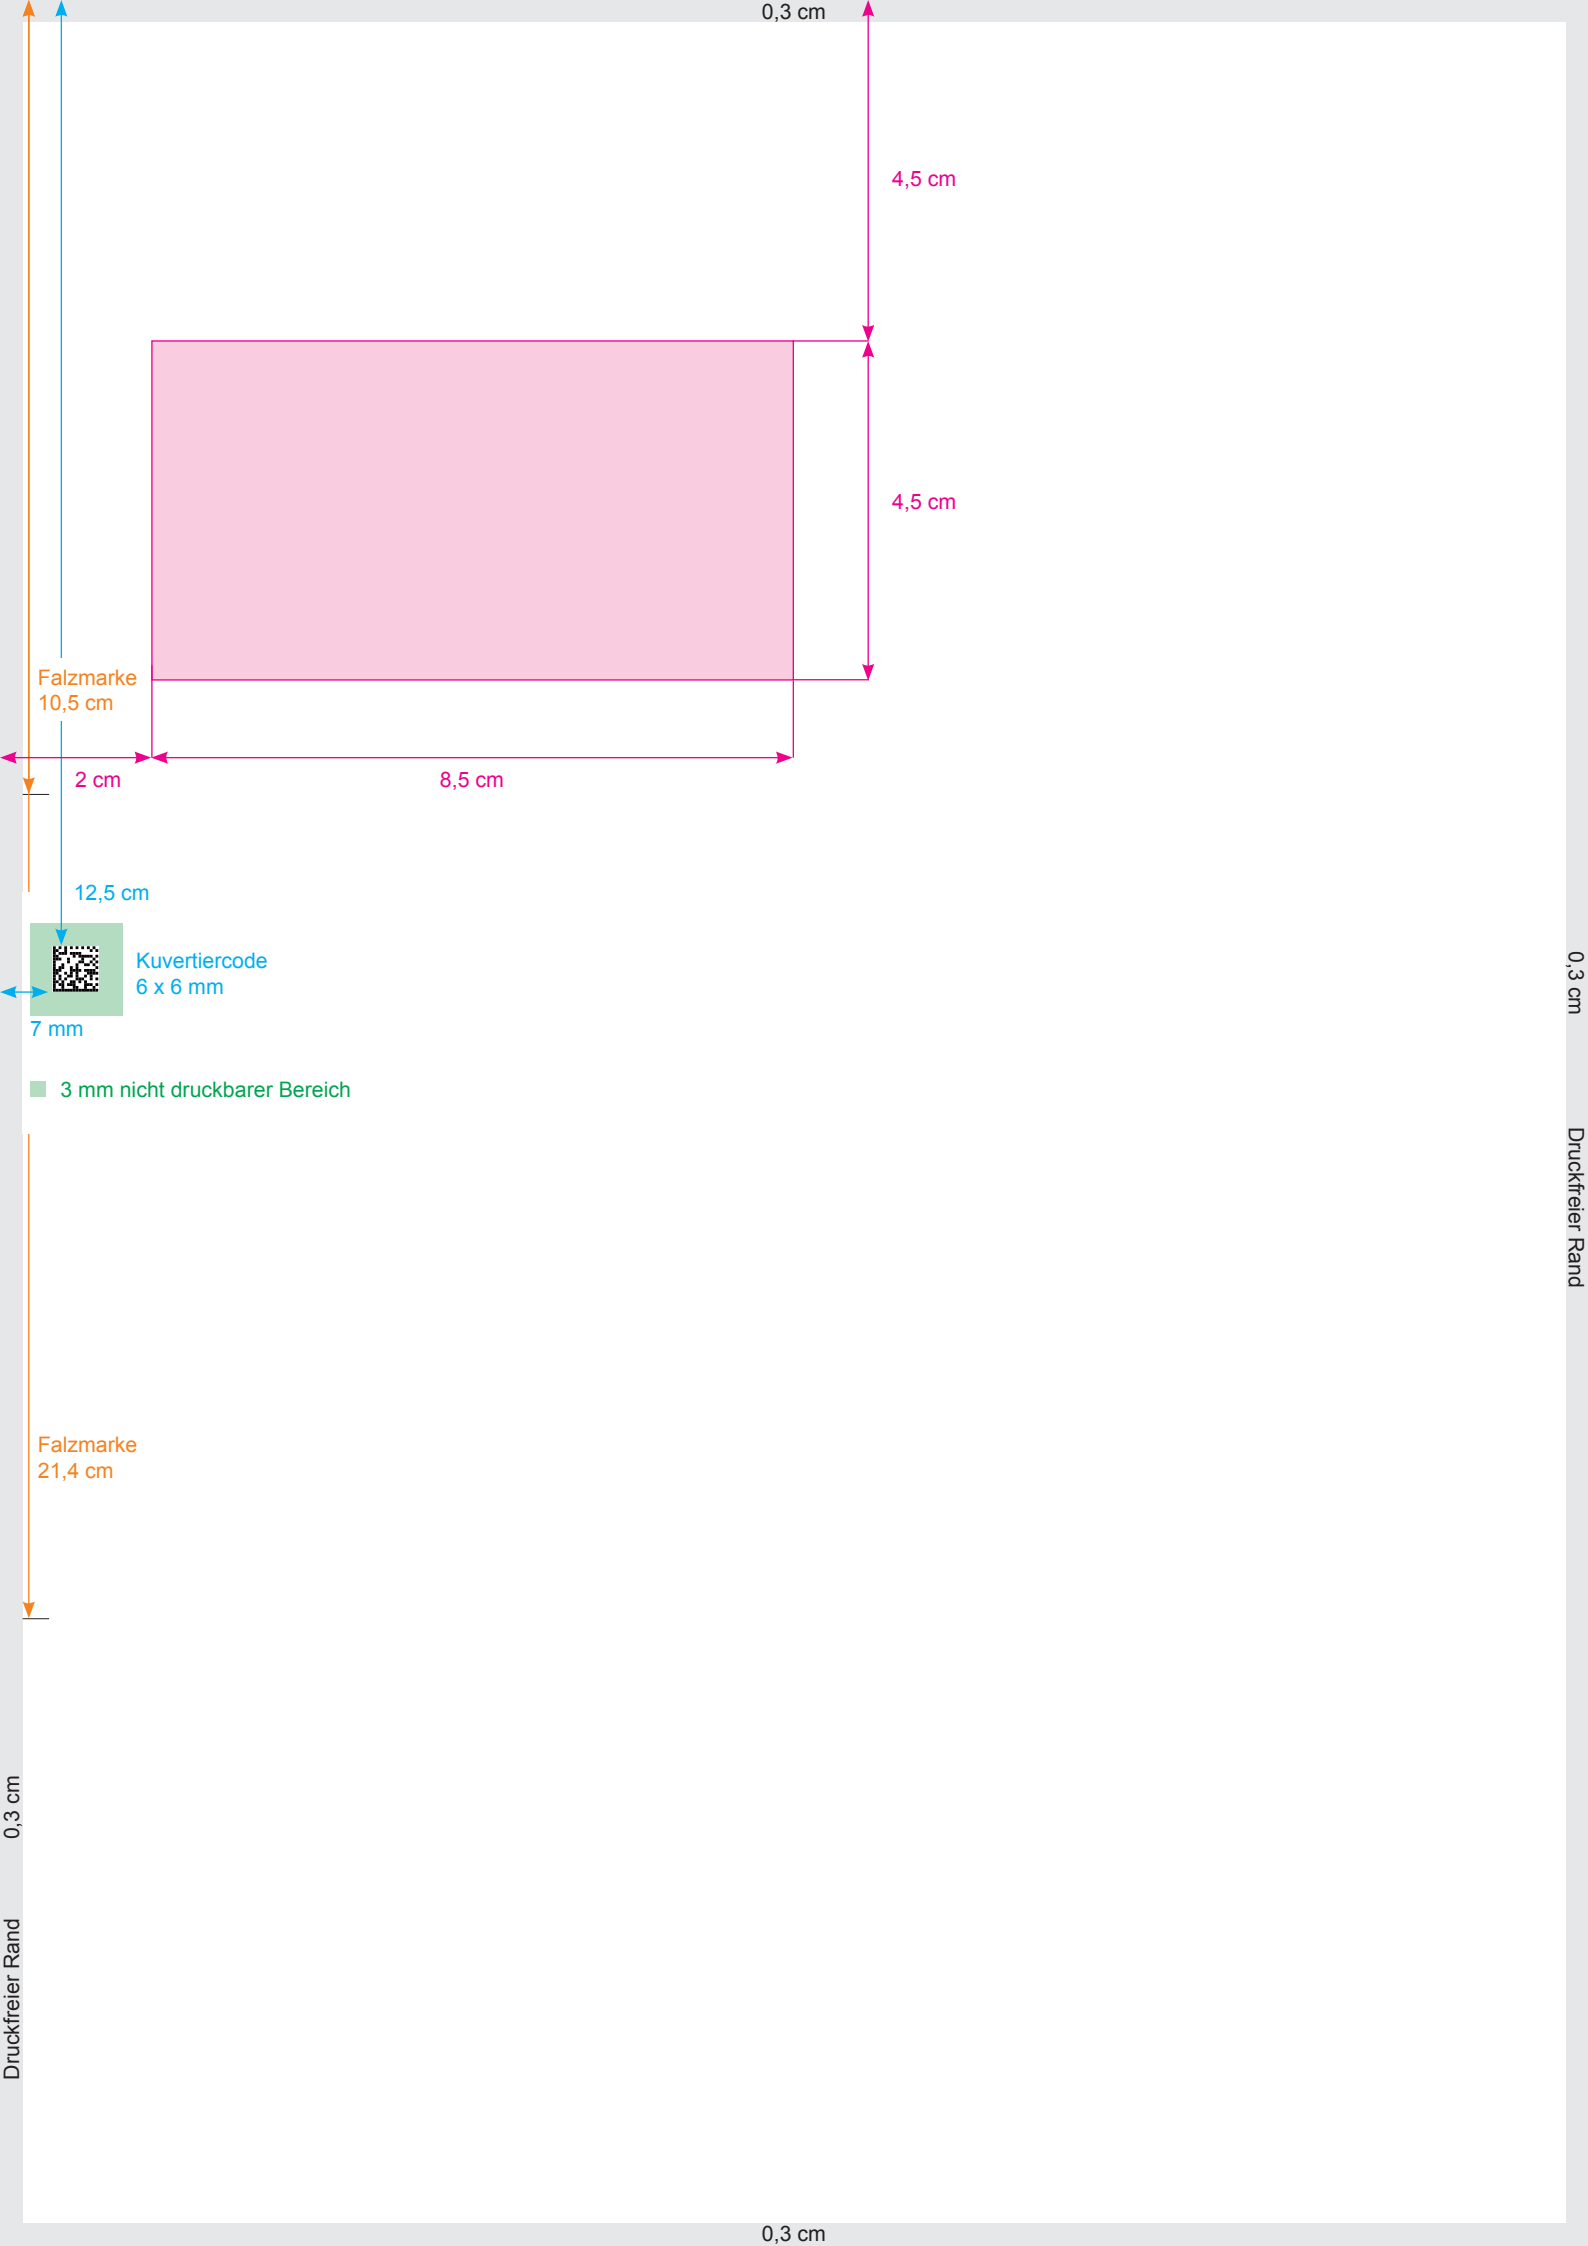 0,3 cm
4,5 cm
4,5 cm
Falzmarke
10,5 cm
2 cm
8,5 cm
12,5 cm
Kuvertiercode
6 x 6 mm
7 mm
3 mm nicht druckbarer Bereich
0,3 cm
Druckfreier Rand
Falzmarke
21,4 cm
0,3 cm
Druckfreier Rand
0,3 cm